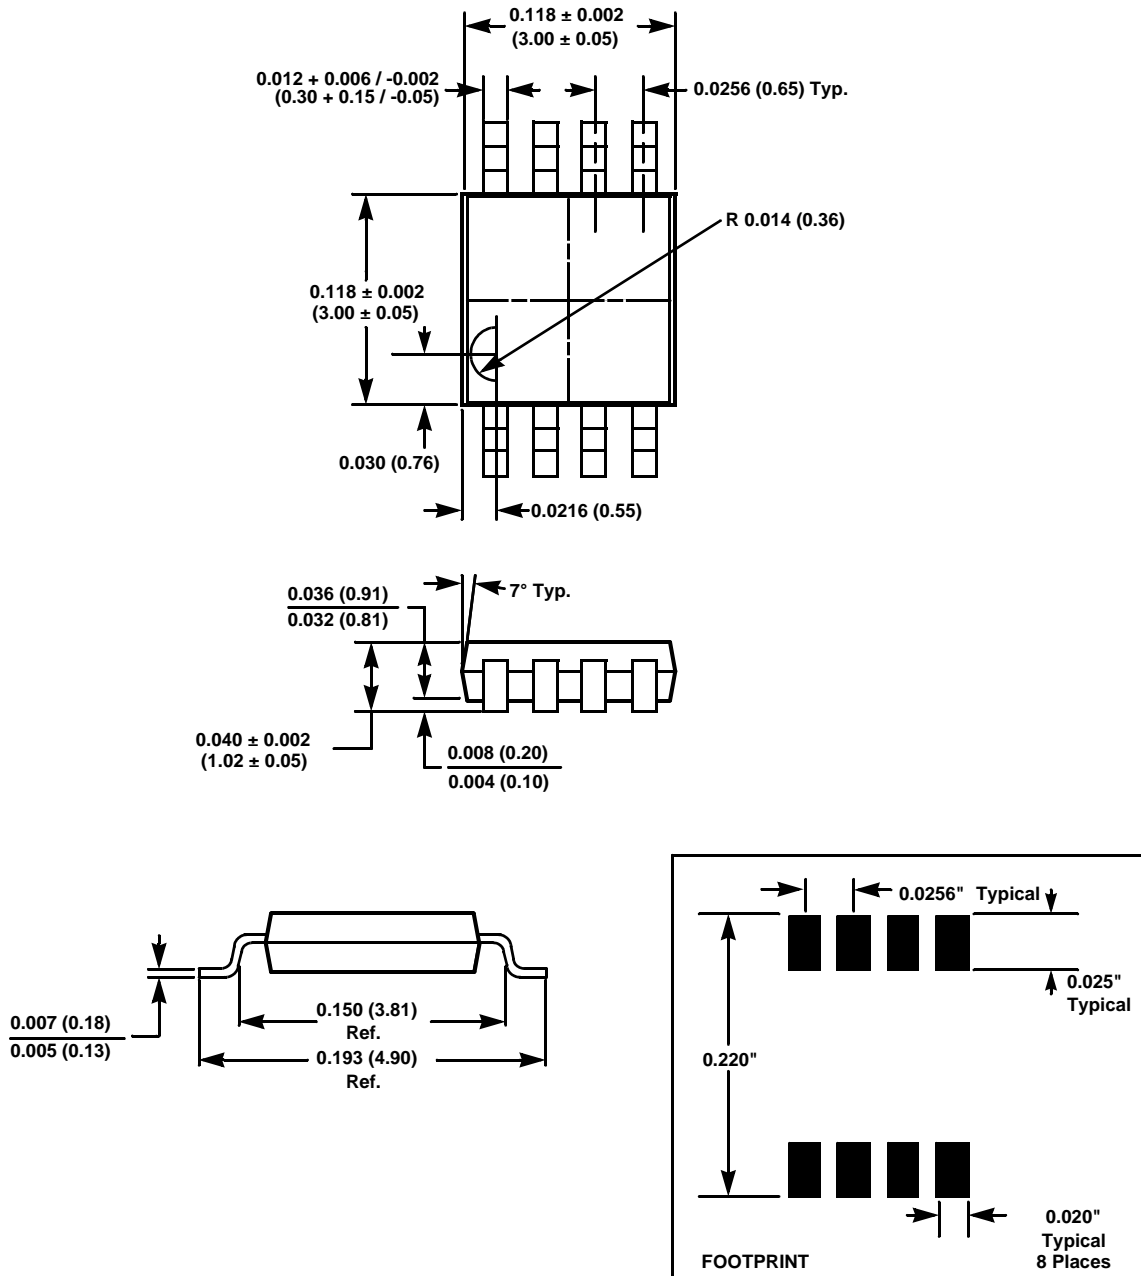 0.118 ± 0.002
(3.00 ± 0.05)
0.012 + 0.006 / -0.002
(0.30 + 0.15 / -0.05)
0.0256 (0.65) Typ.
R 0.014 (0.36)
0.118 ± 0.002
(3.00 ± 0.05)
0.030 (0.76)
0.0216 (0.55)
7° Typ.
0.036 (0.91)
0.032 (0.81)
0.040 ± 0.002
(1.02 ± 0.05)
0.008 (0.20)
0.004 (0.10)
0.007 (0.18)
0.005 (0.13)
0.150 (3.81)
Ref.
0.193 (4.90)
Ref.
0.0256" Typical
0.025"
Typical
0.220"
0.020"
Typical
8 Places
FOOTPRINT